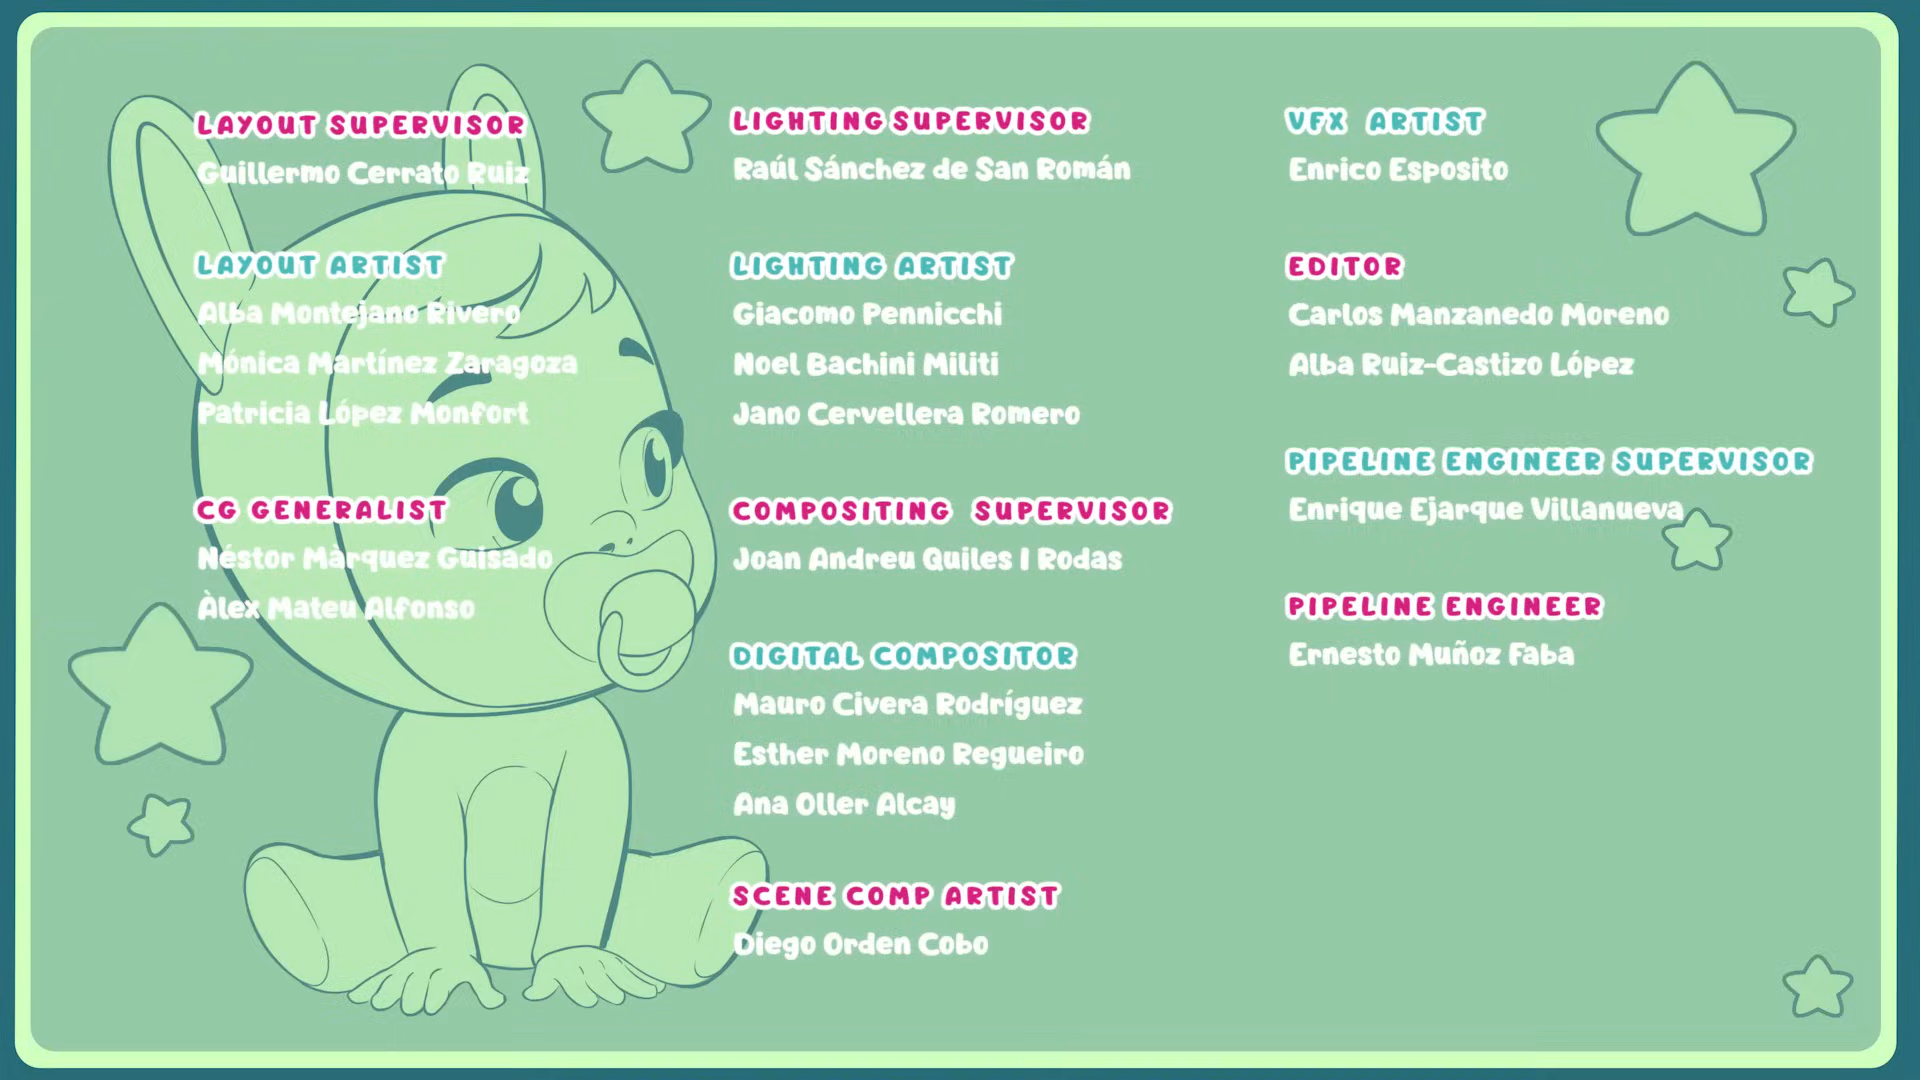 LAYOUT SUPERVISOR
Guillermo Cerrato Ruiz
LAYOUT ARTIST
Alba Montejano Rivero
Mónica Martínez Zaragoza
Patricia López Monfort
CG GENERALIST
Néstor Màrquez Guisado
Àlex Mateu Alfonso
LIGHTING SUPERVISOR
Raúl Sánchez de San Román
LIGHTING ARTIST
Giacomo Pennicchi
Noel Bachini Militi
Jano Cervellera Romero
COMPOSITING SUPERVISOR
Joan Andreu Quiles I Rodas
DIGITAL COMPOSITOR
Mauro Civera Rodríguez
Esther Moreno Regueiro
Ana Oller Alcay
SCENE COMP ARTIST
Diego Orden Cobo
VFX ARTIST
Enrico Esposito
EDITOR
Carlos Manzanedo Moreno
Alba Ruiz-Castizo López
PIPELINE ENGINEER SUPERVISOR
Enrique Ejarque Villanueva
PIPELINE ENGINEER
Ernesto Muñoz Faba